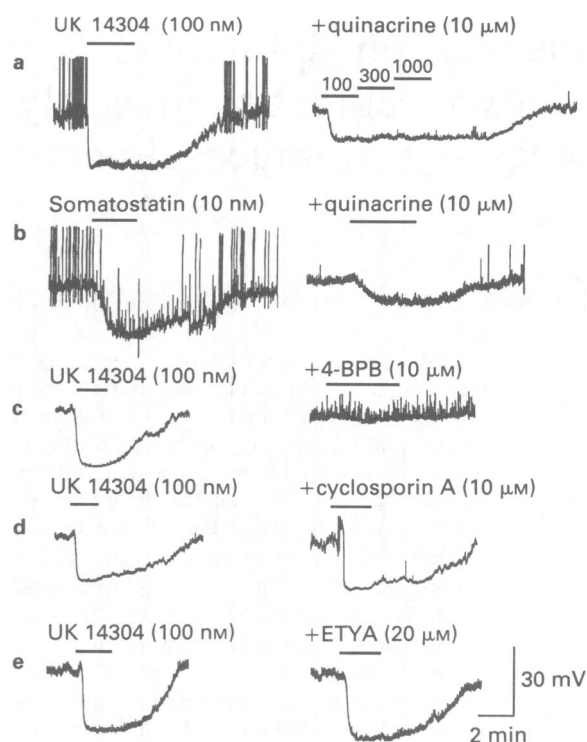 UK 14304 (100 nM) +quinacrine (10 μM)
a
100 300 1000
Somatostatin (10 nM) +quinacrine (10 μM)
b
UK 14304 (100 nM) +4-BPB (10 μM)
c
UK 14304 (100 nM) +cyclosporin A (10 μM)
d
UK 14304 (100 nM) +ETYA (20 μM)
e
30 mV
2 min